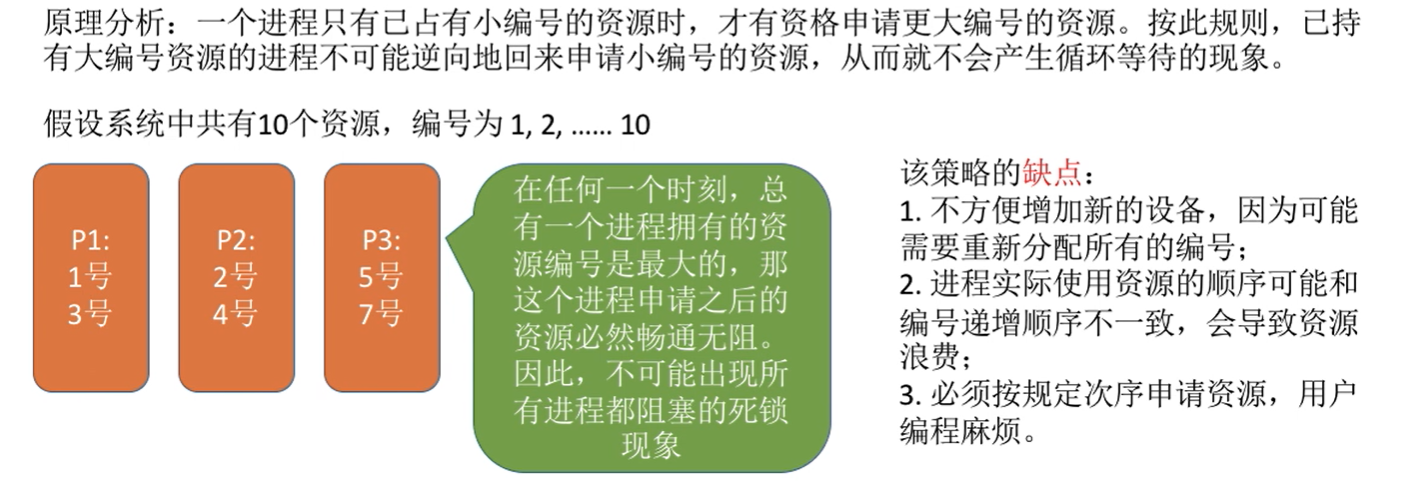 原理分析：一个进程只有已占有小编号的资源时，才有资格申请更大编号的资源。按此规则，已持
有大编号资源的进程不可能逆向地回来申请小编号的资源，从而就不会产生循环等待的现象。
假设系统中共有10个资源，编号为 1, 2, …… 10
P1:
1号
3号
P2:
2号
4号
P3:
5号
7号
在任何一个时刻，总
有一个进程拥有的资
源编号是最大的，那
这个进程申请之后的
资源必然畅通无阻。
因此，不可能出现所
有进程都阻塞的死锁
现象
该策略的缺点：
1. 不方便增加新的设备，因为可能
需要重新分配所有的编号；
2. 进程实际使用资源的顺序可能和
编号递增顺序不一致，会导致资源
浪费；
3. 必须按规定次序申请资源，用户
编程麻烦。